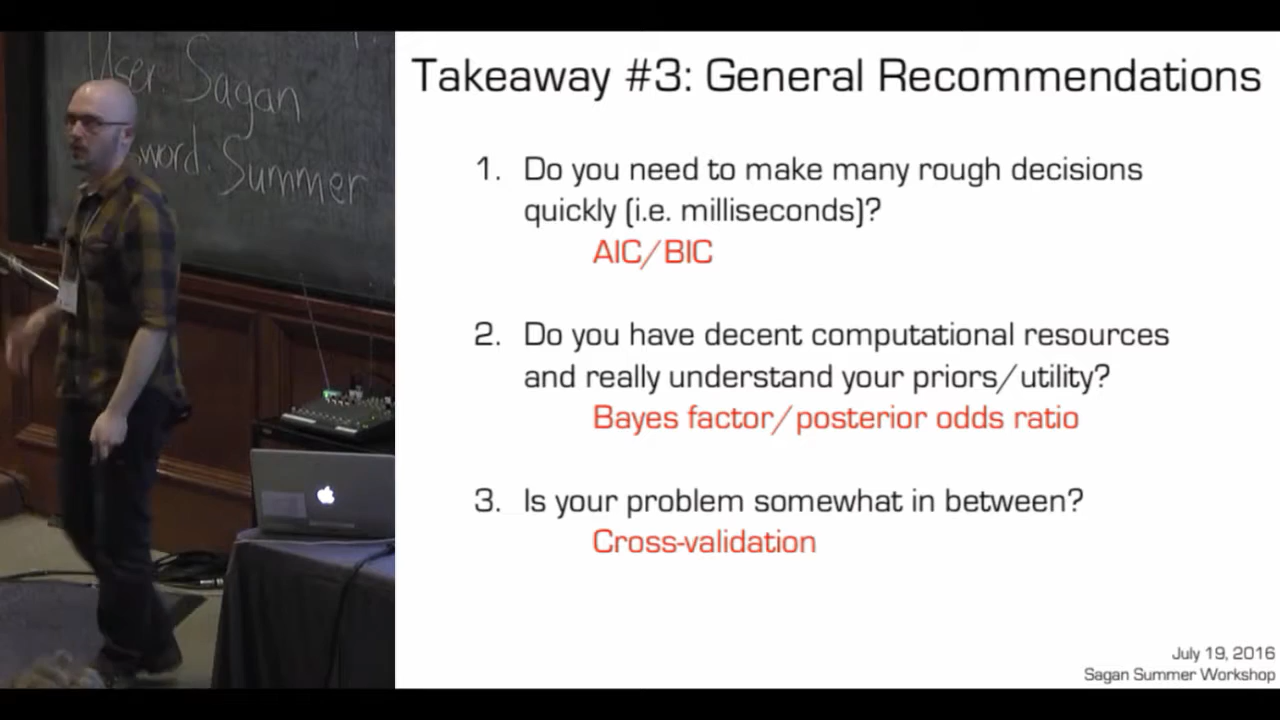 User: Sagan
sword: Summer
Takeaway #3: General Recommendations
1. Do you need to make many rough decisions
quickly (i.e. milliseconds)?
AIC/BIC
2. Do you have decent computational resources
and really understand your priors/utility?
Bayes factor/posterior odds ratio
3. Is your problem somewhat in between?
Cross-validation
July 19, 2016
Sagan Summer Workshop